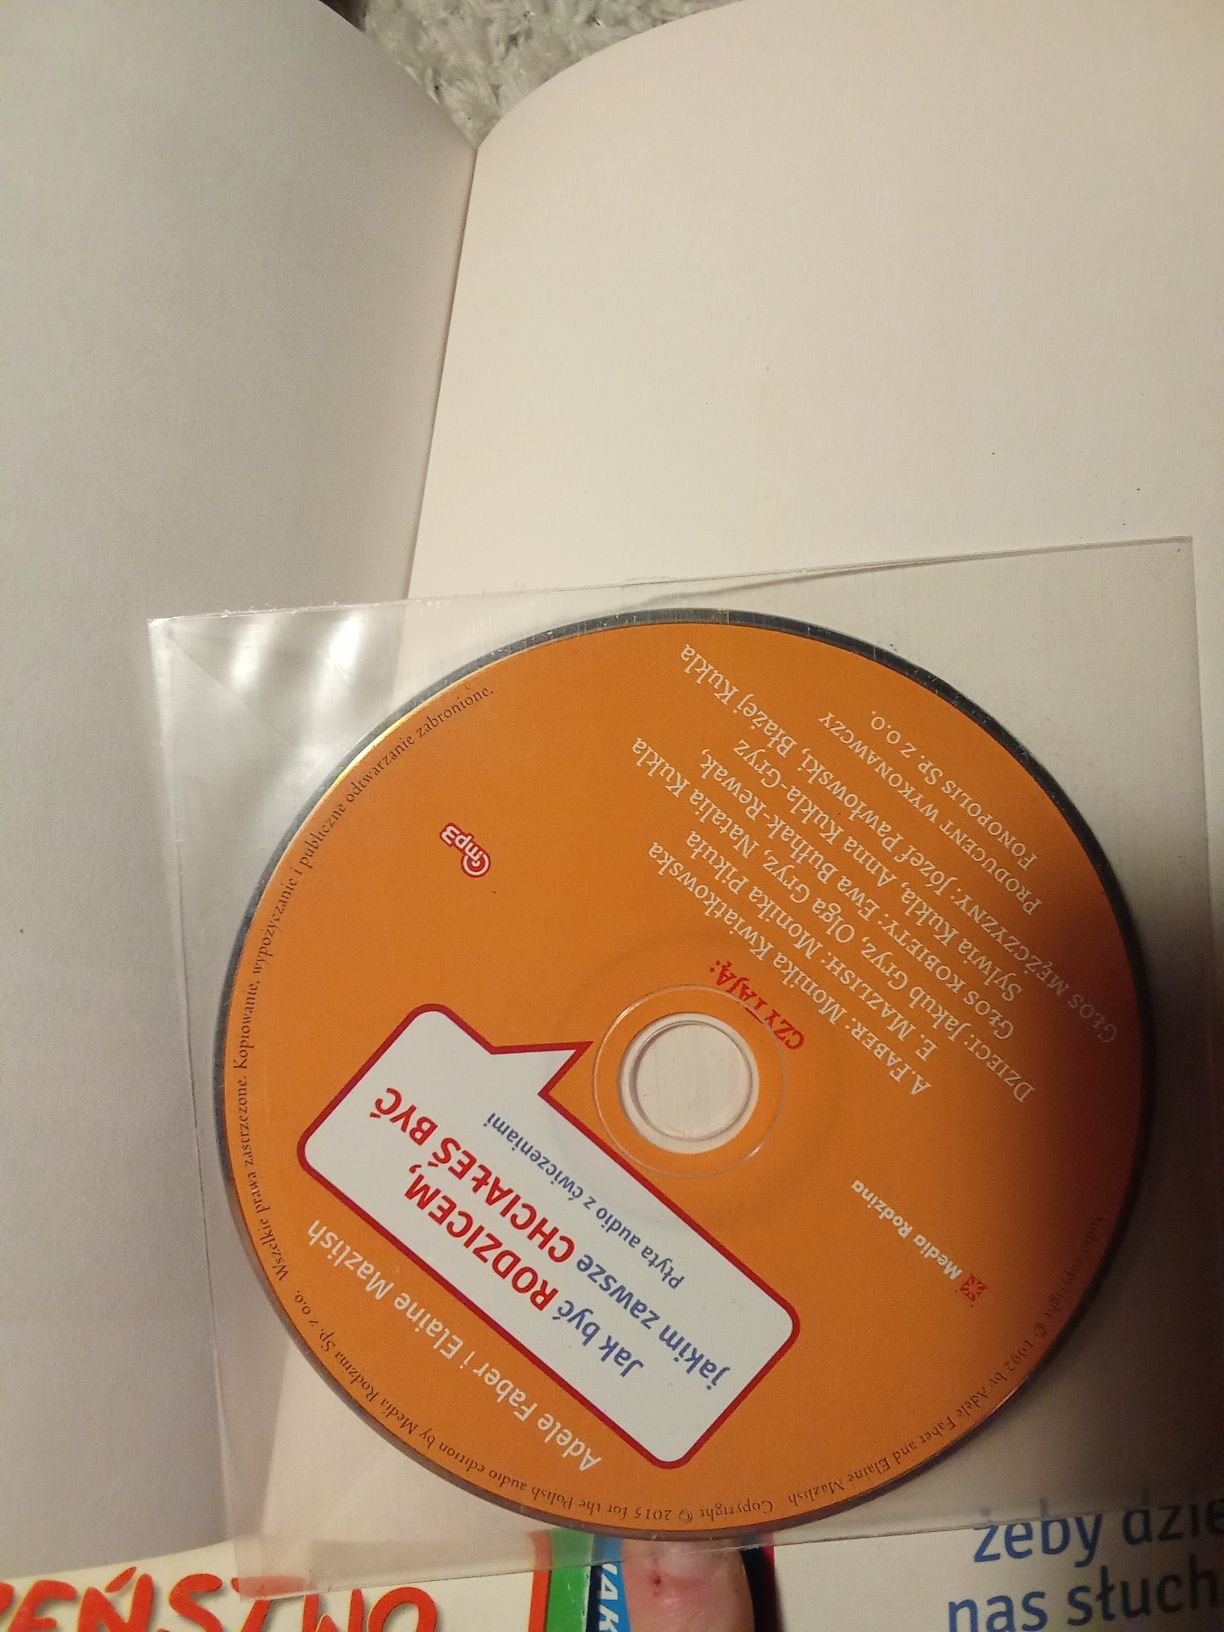 Adele Faber i Elaine Mazlish
Jak być RODZICEM,
jakim zawsze CHCIAŁEŚ BYĆ
Płyta audio z ćwiczeniami
Media Rodzina
mp3
CZYTAJĄ:
A. FABER: Monika Kwiatkowska
E. MAZLISH: Monika Pikuła
DZIECI: Jakub Gryz, Olga Gryz, Natalia Kukla
GŁOS KOBIETY: Ewa Bułhak-Rewak,
Sylwia Kukla, Anna Kukla-Gryz
GŁOS MĘŻCZYZNY: Józef Pawłowski, Błażej Kukla
PRODUCENT WYKONAWCZY
FONOPOLIS SP. Z O.O.
copyright © 1992 by Adele Faber and Elaine Mazlish Copyright © 2015 for the Polish audio edition by Media Rodzina Sp. z o.o. Wszelkie prawa zastrzeżone. Kopiowanie, wypożyczanie i publiczne odtwarzanie zabronione.
żeby dzie
nas słuch
EŃSTWO